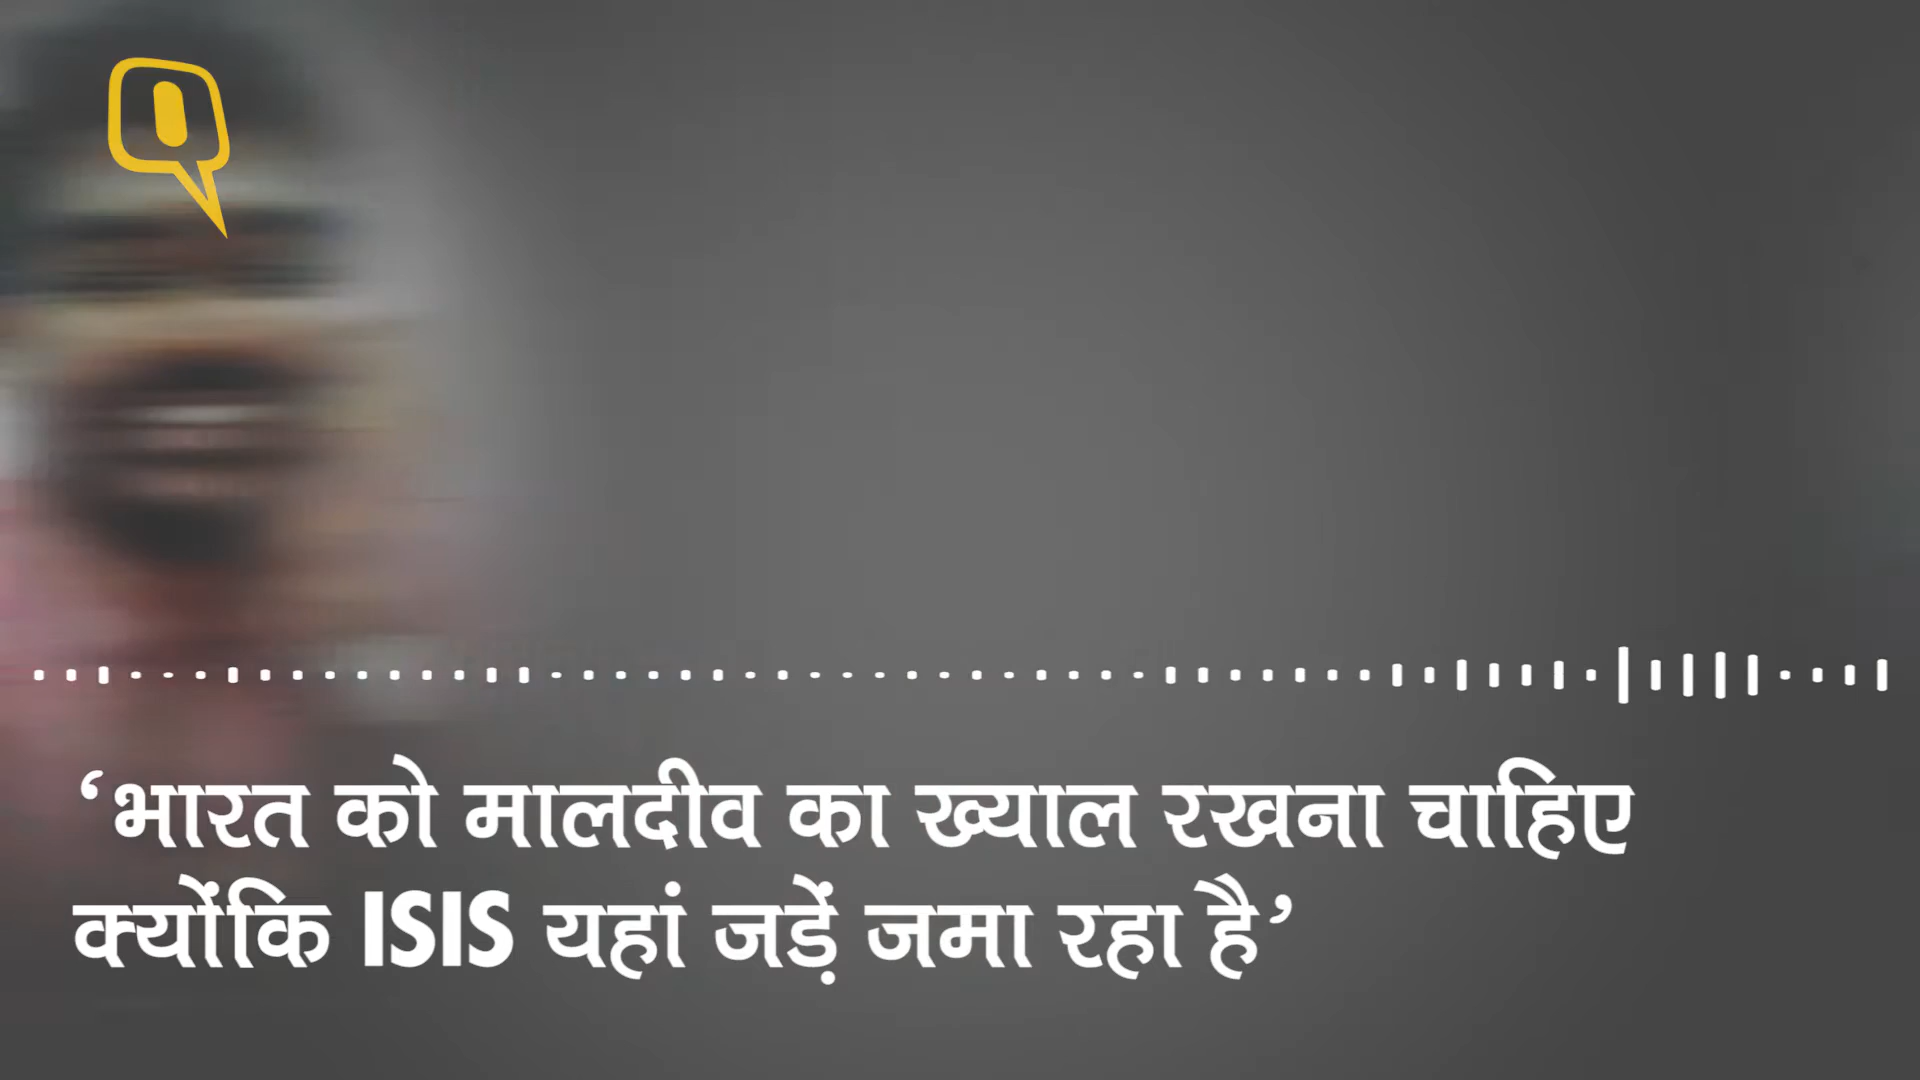 ‘भारत को मालदीव का ख्याल रखना चाहिए
क्योंकि ISIS यहां जड़ें जमा रहा है’